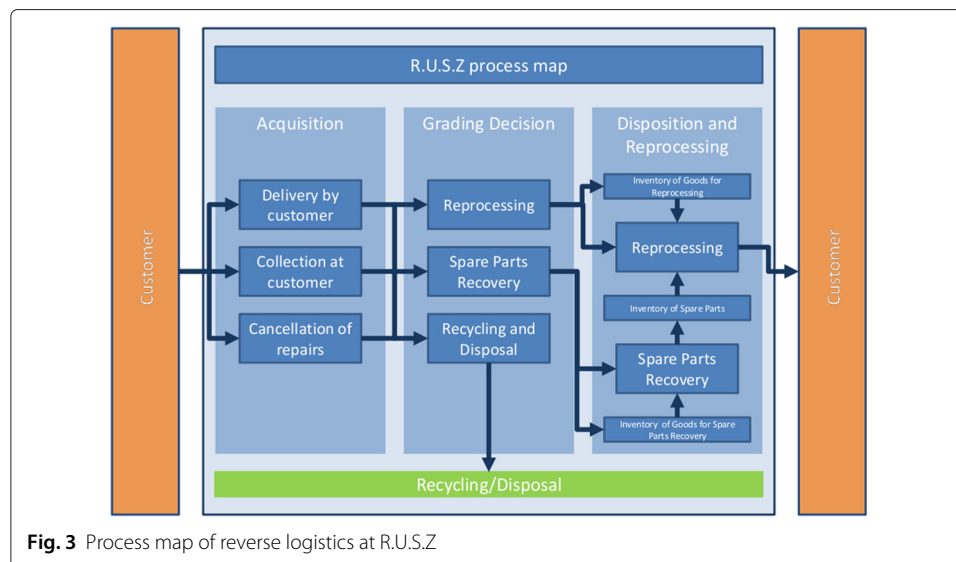 R.U.S.Z process map
Customer
Acquisition
Delivery by
customer
Collection at
customer
Cancellation of
repairs
Grading Decision
Reprocessing
Spare Parts
Recovery
Recycling and
Disposal
Disposition and
Reprocessing
Inventory of Goods for
Reprocessing
Reprocessing
Inventory of Spare Parts
Spare Parts
Recovery
Inventory of Goods for Spare
Parts Recovery
Customer
Recycling/Disposal
Fig. 3 Process map of reverse logistics at R.U.S.Z